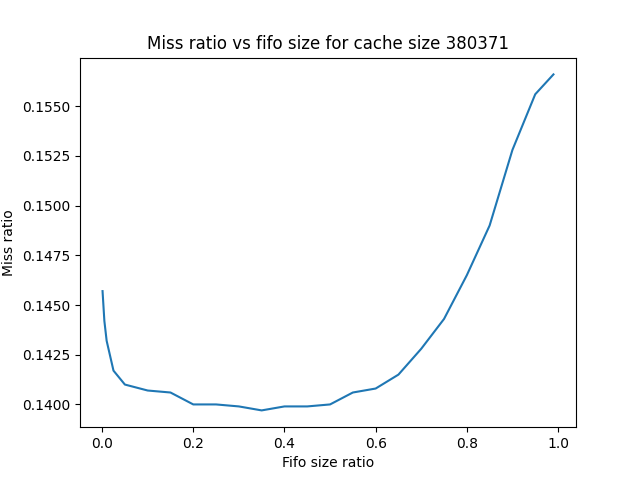 Miss ratio vs fifo size for cache size 380371
0.1550
0.1525
0.1500
0.1475
0.1450
0.1425
0.1400
Miss ratio
0.0 0.2 0.4 0.6 0.8 1.0
Fifo size ratio